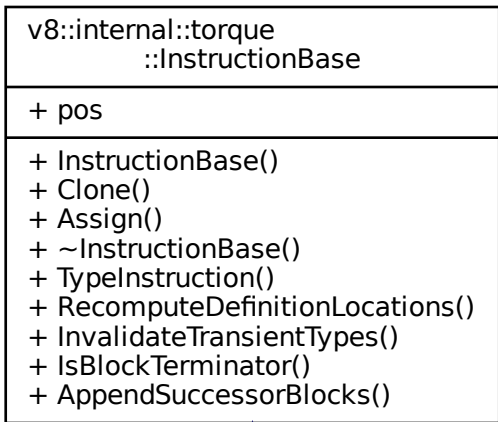 v8::internal::torque
::InstructionBase
+ pos
+ InstructionBase()
+ Clone()
+ Assign()
+ ~InstructionBase()
+ TypeInstruction()
+ RecomputeDefinitionLocations()
+ InvalidateTransientTypes()
+ IsBlockTerminator()
+ AppendSuccessorBlocks()